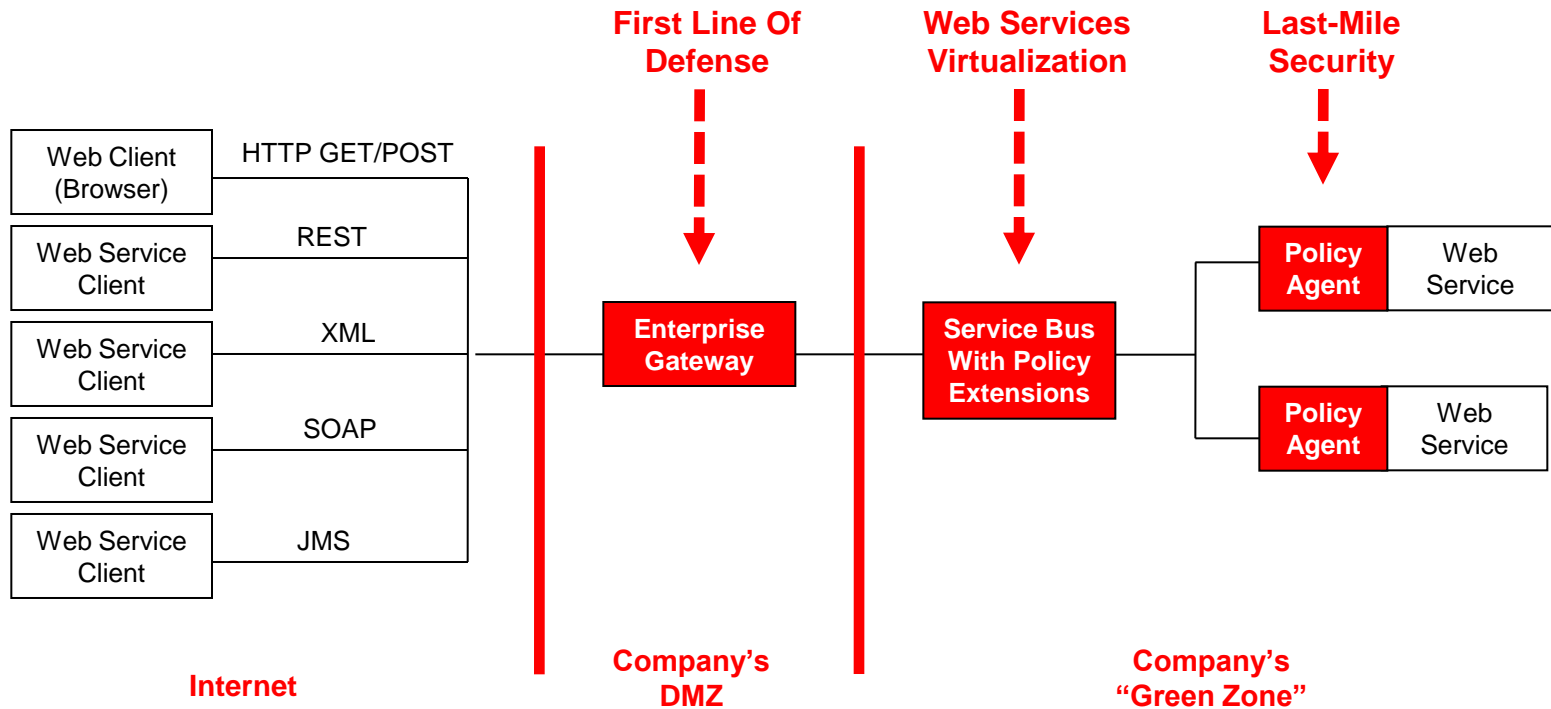 First Line Of
Defense
Web Services
Virtualization
Last-Mile
Security
Web Client
(Browser)
HTTP GET/POST
Web Service
Client
REST
Web Service
Client
XML
Web Service
Client
SOAP
Web Service
Client
JMS
Enterprise
Gateway
Service Bus
With Policy
Extensions
Policy
Agent
Web
Service
Policy
Agent
Web
Service
Internet
Company’s
DMZ
Company’s
“Green Zone”